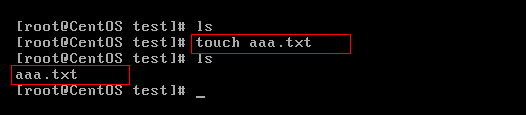 [root@CentOS test]# ls
[root@CentOS test]# touch aaa.txt
[root@CentOS test]# ls
aaa.txt
[root@CentOS test]# _